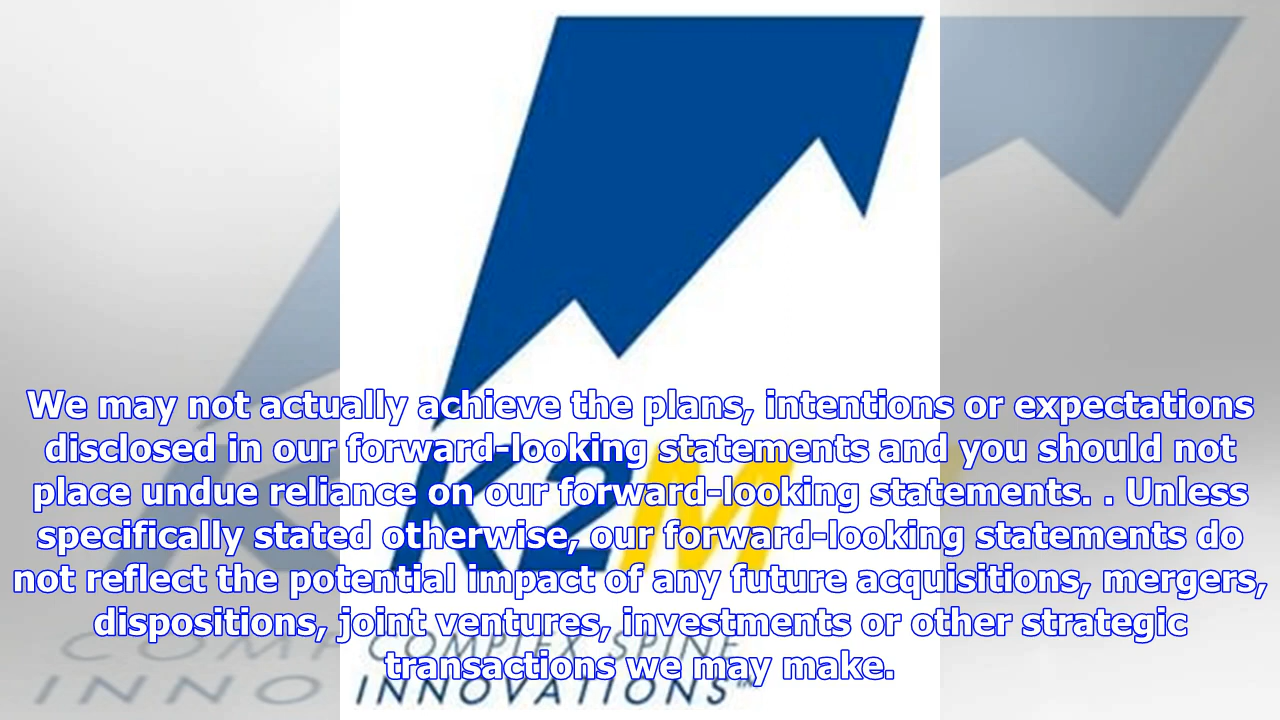 We may not actually achieve the plans, intentions or expectations
disclosed in our forward-looking statements and you should not
place undue reliance on our forward-looking statements. . Unless
specifically stated otherwise, our forward-looking statements do
not reflect the potential impact of any future acquisitions, mergers,
dispositions, joint ventures, investments or other strategic
transactions we may make.
K2M
COMPLEX SPINE
INNOVATIONS™
COMP
INNO